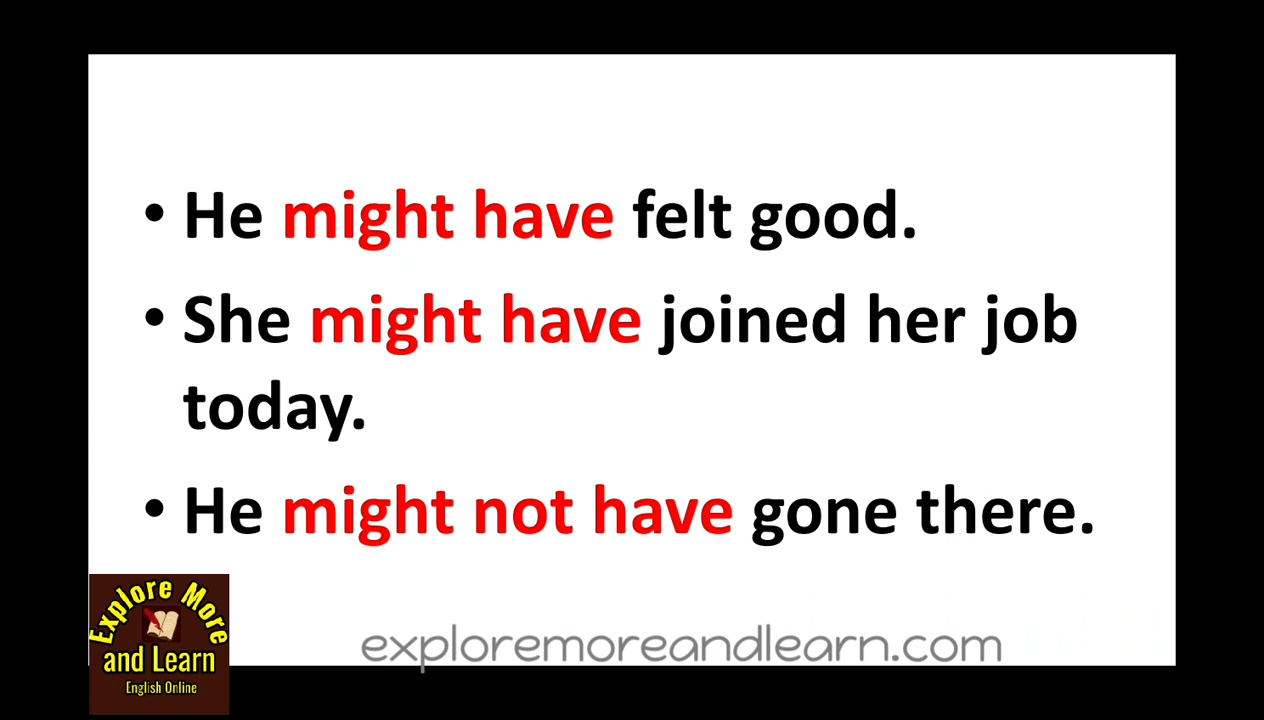 • He might have felt good.
• She might have joined her job
today.
• He might not have gone there.
Explore More
and Learn
English Online
exploremoreandlearn.com